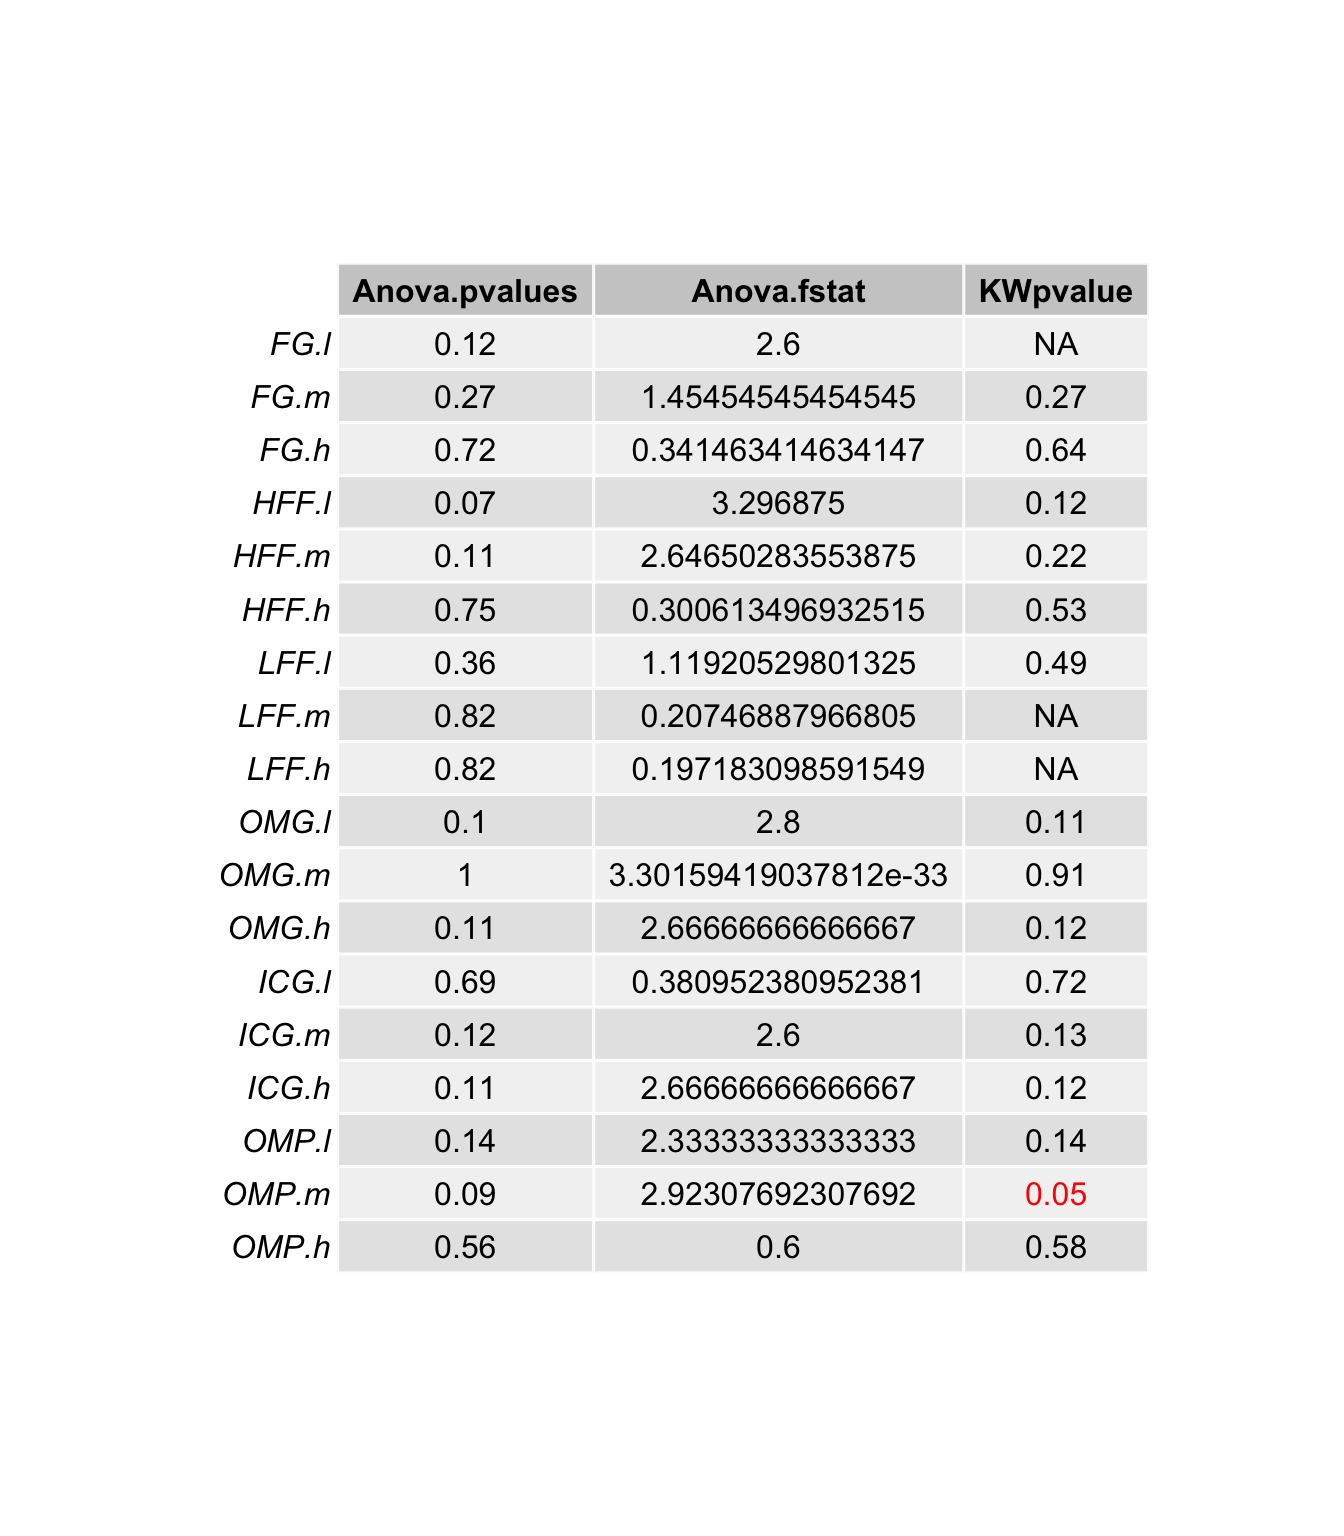 Anova.pvalues Anova.fstat KWpvalue
FG.l 0.12 2.6 NA
FG.m 0.27 1.45454545454545 0.27
FG.h 0.72 0.341463414634147 0.64
HFF.l 0.07 3.296875 0.12
HFF.m 0.11 2.64650283553875 0.22
HFF.h 0.75 0.300613496932515 0.53
LFF.l 0.36 1.11920529801325 0.49
LFF.m 0.82 0.20746887966805 NA
LFF.h 0.82 0.197183098591549 NA
OMG.l 0.1 2.8 0.11
OMG.m 1 3.30159419037812e-33 0.91
OMG.h 0.11 2.66666666666667 0.12
ICG.l 0.69 0.380952380952381 0.72
ICG.m 0.12 2.6 0.13
ICG.h 0.11 2.66666666666667 0.12
OMP.l 0.14 2.33333333333333 0.14
OMP.m 0.09 2.92307692307692 0.05
OMP.h 0.56 0.6 0.58